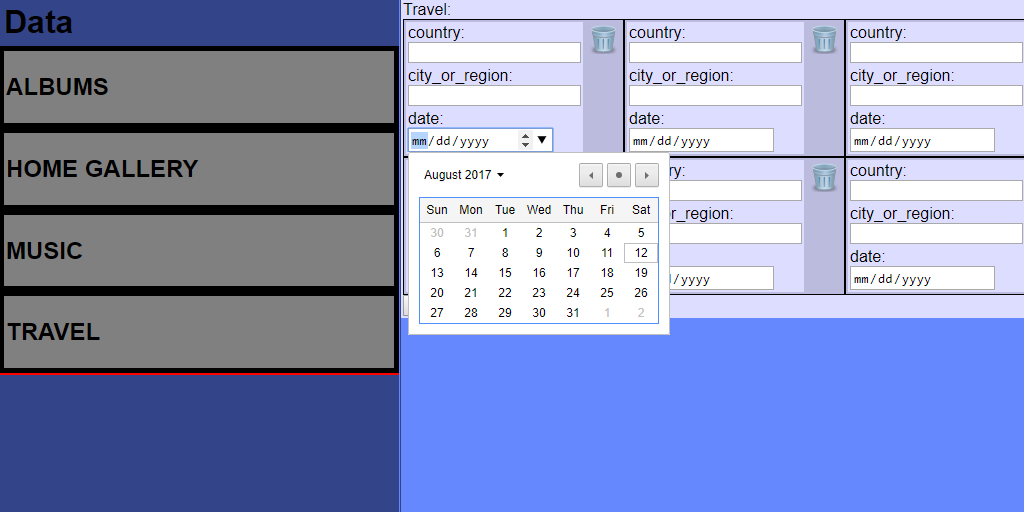 Data
ALBUMS
HOME GALLERY
MUSIC
TRAVEL
Travel:
country: country: country:
city_or_region: city_or_region: city_or_region:
date: date: date:
mm/dd/yyyy mm/dd/yyyy mm/dd/yyyy
August 2017
Sun Mon Tue Wed Thu Fri Sat
30 31 1 2 3 4 5
6 7 8 9 10 11 12
13 14 15 16 17 18 19
20 21 22 23 24 25 26
27 28 29 30 31 1 2
ry: country:
or_region: city_or_region:
date:
d/yyyy mm/dd/yyyy